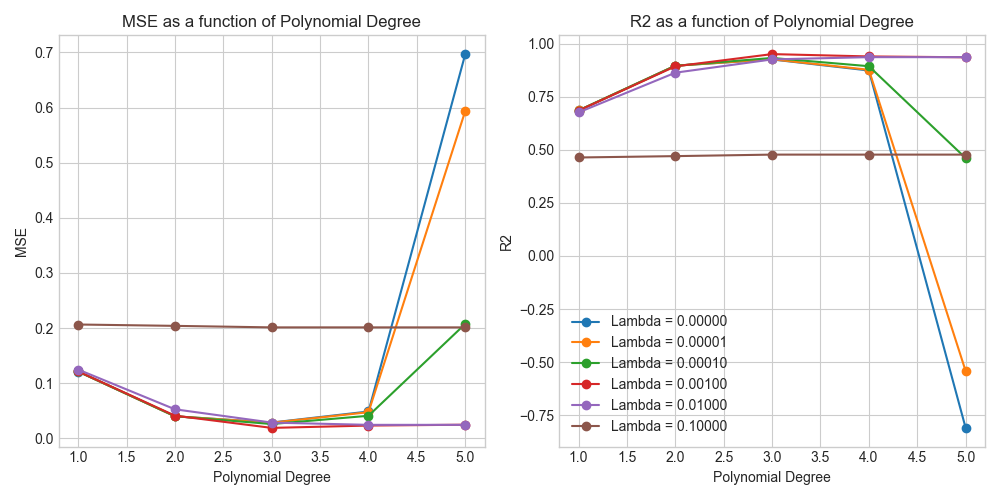 MSE as a function of Polynomial Degree
0.7
0.6
0.5
0.4
0.3
0.2
0.1
0.0
MSE
1.0 1.5 2.0 2.5 3.0 3.5 4.0 4.5 5.0
Polynomial Degree
R2 as a function of Polynomial Degree
1.00
0.75
0.50
0.25
0.00
−0.25
−0.50
−0.75
R2
Lambda = 0.00000
Lambda = 0.00001
Lambda = 0.00010
Lambda = 0.00100
Lambda = 0.01000
Lambda = 0.10000
1.0 1.5 2.0 2.5 3.0 3.5 4.0 4.5 5.0
Polynomial Degree